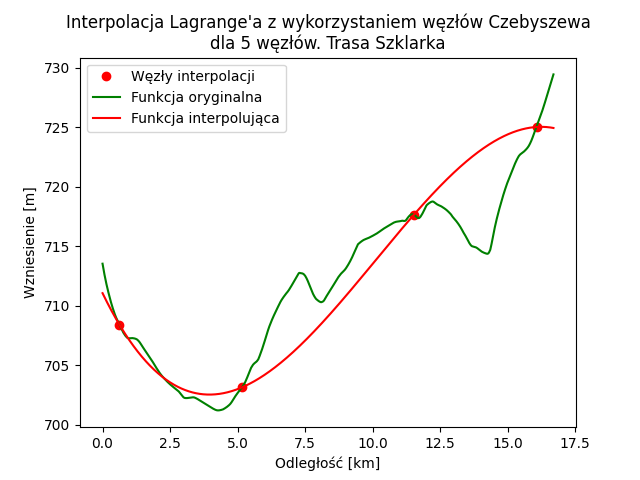 Interpolacja Lagrange'a z wykorzystaniem węzłów Czebyszewa
dla 5 węzłów. Trasa Szklarka
Węzły interpolacji
Funkcja oryginalna
Funkcja interpolująca
Wzniesienie [m]
730
725
720
715
710
705
700
0.0 2.5 5.0 7.5 10.0 12.5 15.0 17.5
Odległość [km]